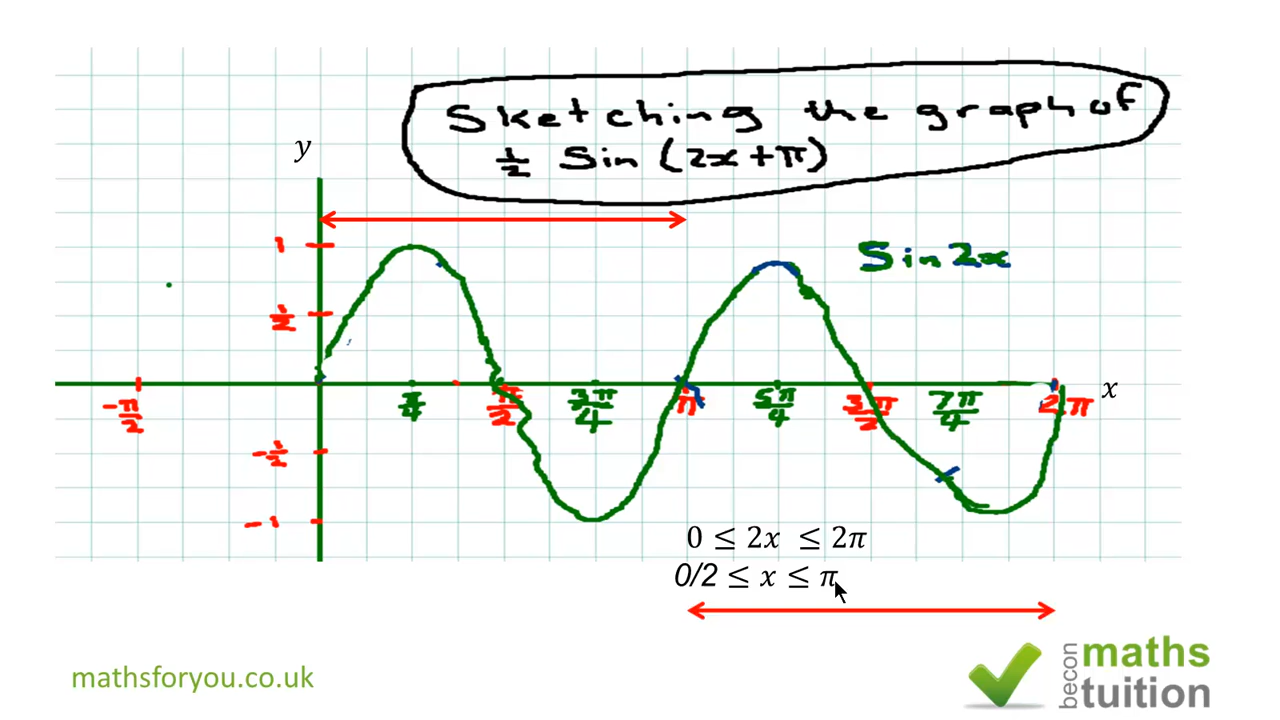 Sketching the graph of
½ Sin (2x+π)
y
1
Sin 2x
½
x
-π/2
π/4
π/2
3π/4
π
5π/4
3π/2
7π/4
2π
-½
-1
0 ≤ 2x ≤ 2π
0/2 ≤ x ≤ π
mathsforyou.co.uk
becon
maths
tuition